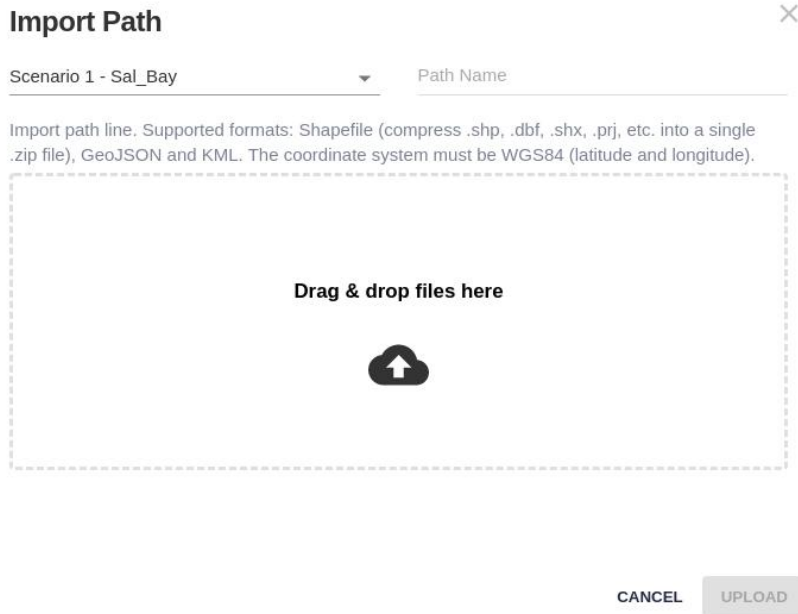 Import Path
Scenario 1 - Sal_Bay
Path Name
Import path line. Supported formats: Shapefile (compress .shp, .dbf, .shx, .prj, etc. into a single
.zip file), GeoJSON and KML. The coordinate system must be WGS84 (latitude and longitude).
Drag & drop files here
CANCEL
UPLOAD